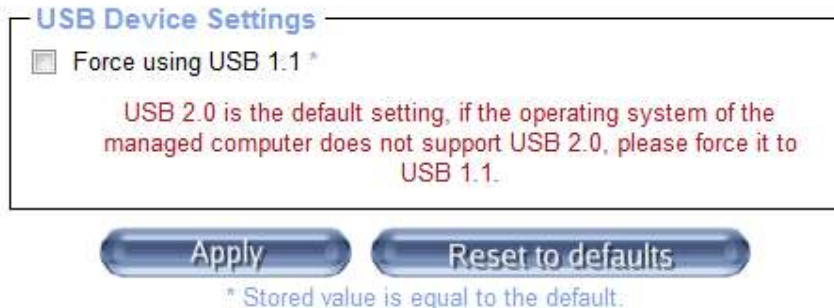 USB Device Settings
Force using USB 1.1 *
USB 2.0 is the default setting, if the operating system of the
managed computer does not support USB 2.0, please force it to
USB 1.1.
Apply
Reset to defaults
* Stored value is equal to the default.